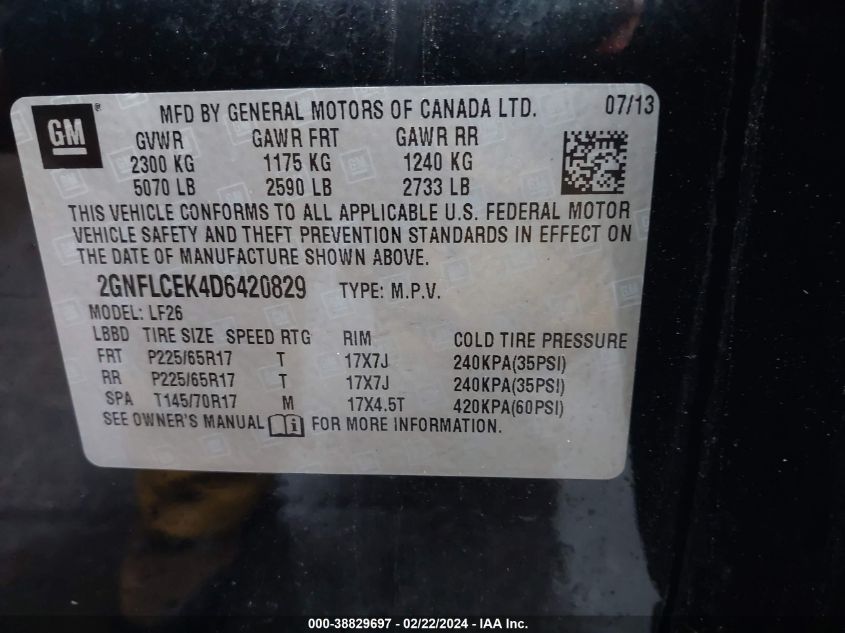 GM ® MFD BY GENERAL MOTORS OF CANADA LTD. 07/13
GVWR GAWR FRT GAWR RR
2300 KG 1175 KG 1240 KG
5070 LB 2590 LB 2733 LB
THIS VEHICLE CONFORMS TO ALL APPLICABLE U.S. FEDERAL MOTOR
VEHICLE SAFETY AND THEFT PREVENTION STANDARDS IN EFFECT ON
THE DATE OF MANUFACTURE SHOWN ABOVE.
2GNFLCEK4D6420829 TYPE: M.P.V.
MODEL: LF26
LBBD TIRE SIZE SPEED RTG RIM COLD TIRE PRESSURE
FRT P225/65R17 T 17X7J 240KPA(35PSI)
RR P225/65R17 T 17X7J 240KPA(35PSI)
SPA T145/70R17 M 17X4.5T 420KPA(60PSI)
SEE OWNER'S MANUAL FOR MORE INFORMATION.
000-38829697 - 02/22/2024 - IAA Inc.